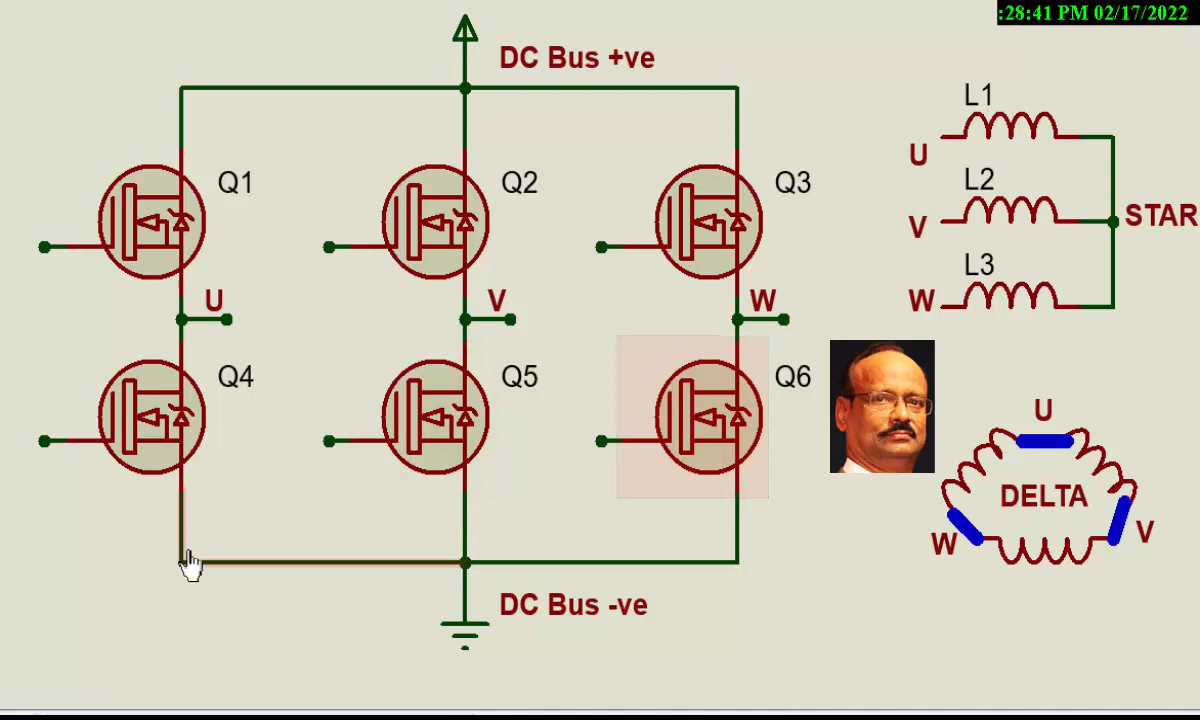 :28:41 PM 02/17/2022
DC Bus +ve
Q1
Q2
Q3
U
V
W
Q4
Q5
Q6
DC Bus -ve
L1
U
L2
V
STAR
L3
W
U
DELTA
W
V